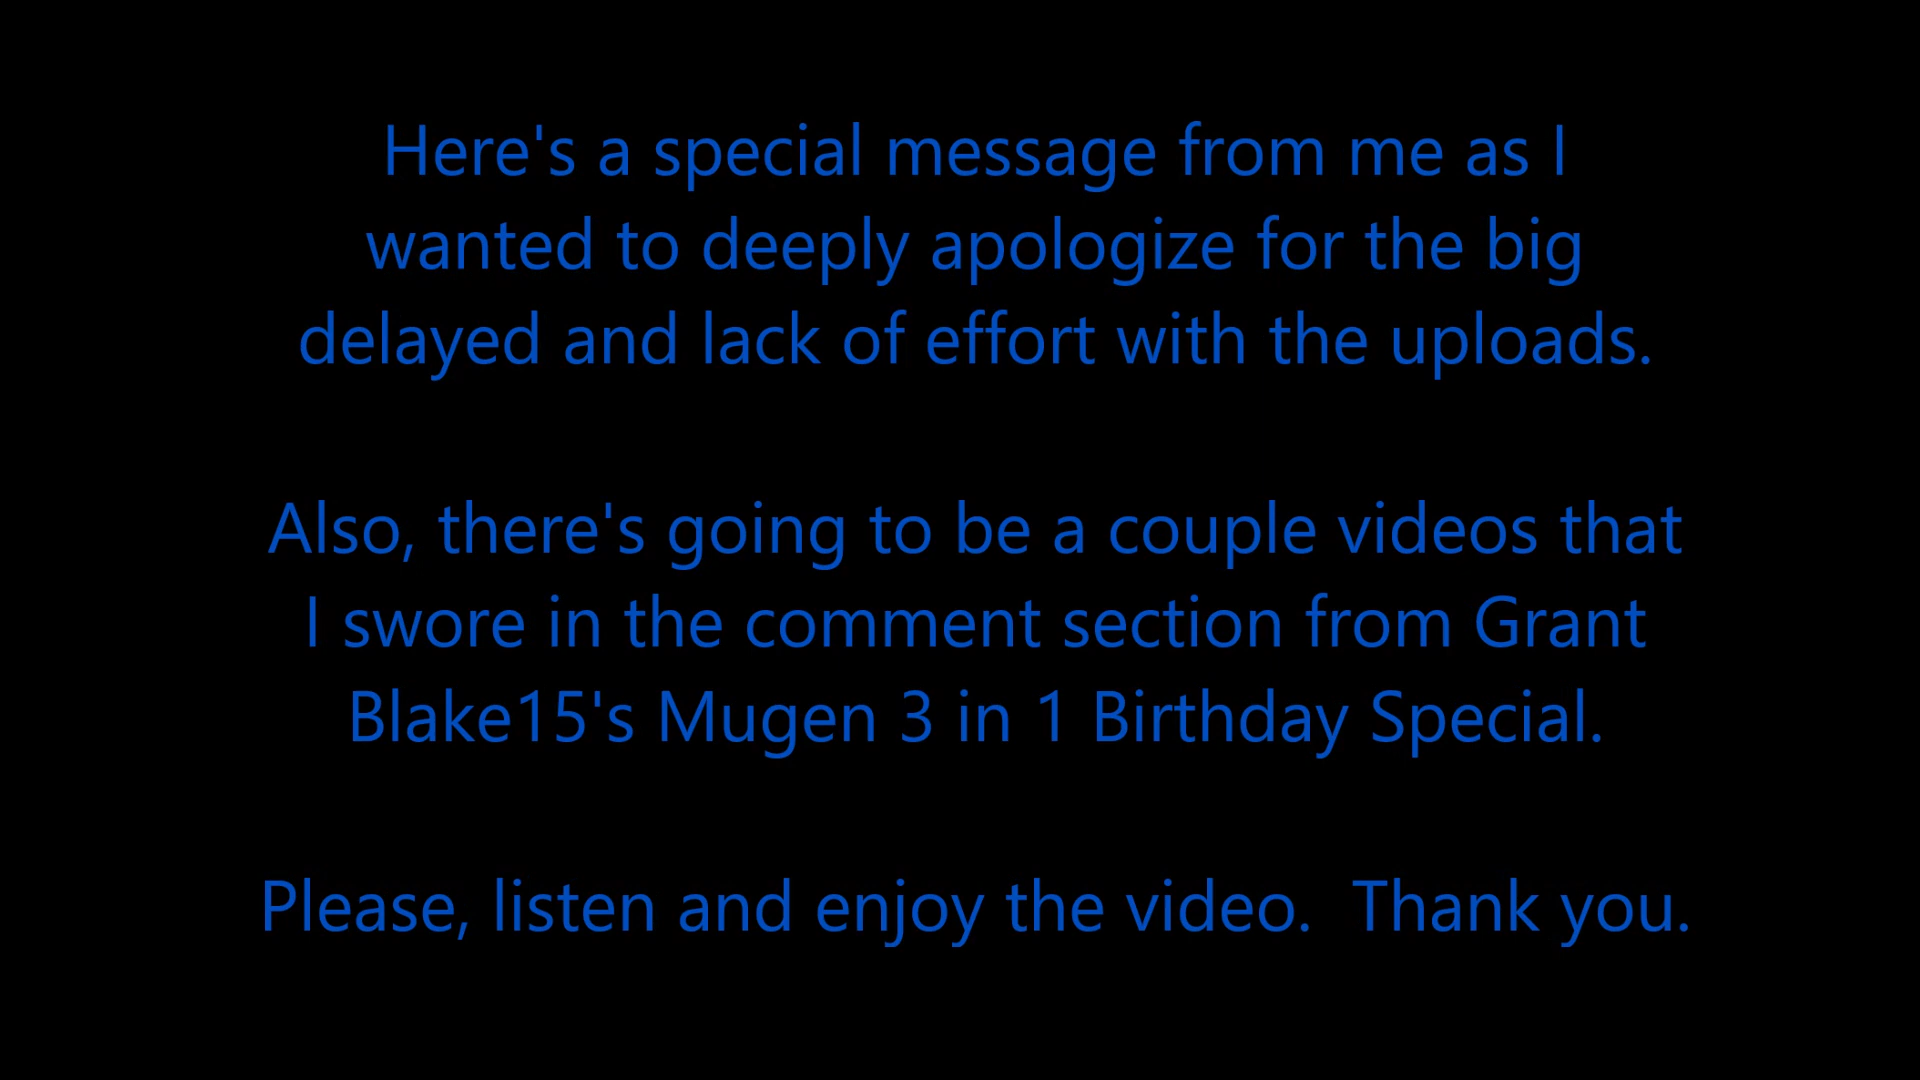 Here's a special message from me as I
wanted to deeply apologize for the big
delayed and lack of effort with the uploads.
Also, there's going to be a couple videos that
I swore in the comment section from Grant
Blake15's Mugen 3 in 1 Birthday Special.
Please, listen and enjoy the video.  Thank you.